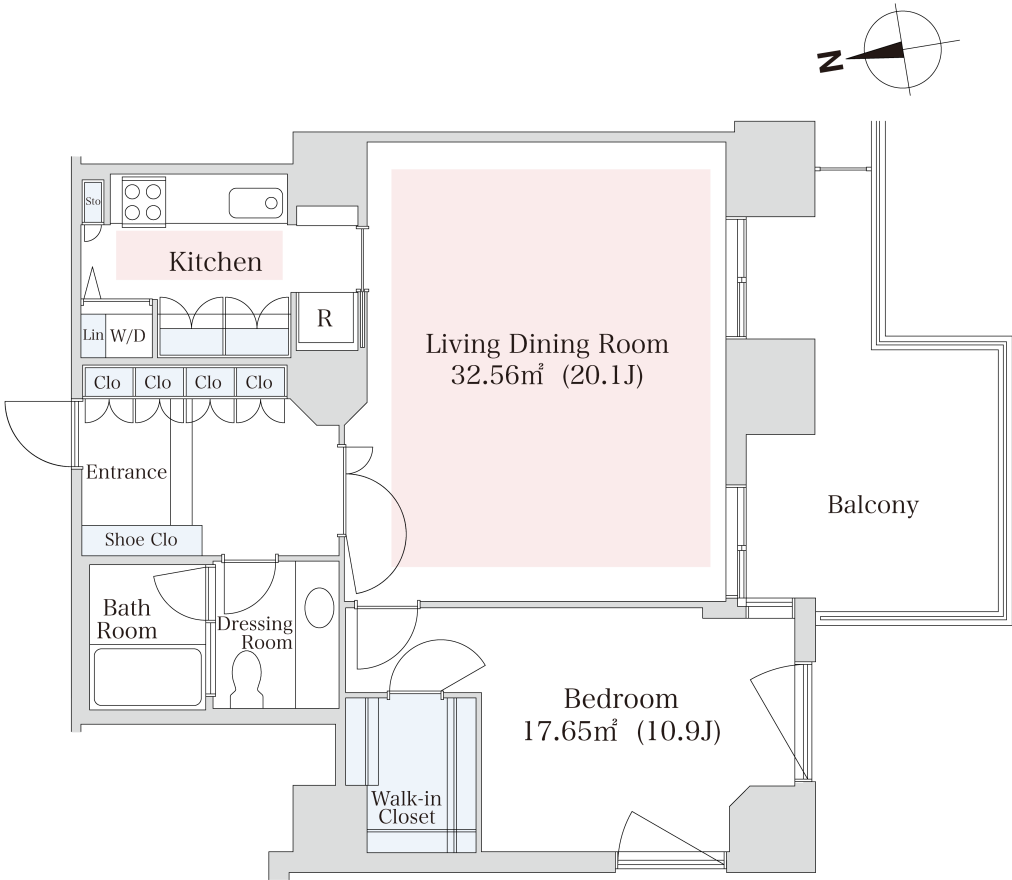 N
Sto
Kitchen
Lin
W/D
R
Clo
Clo
Clo
Clo
Living Dining Room
32.56㎡ (20.1J)
Entrance
Shoe Clo
Balcony
Bath
Room
Dressing
Room
Bedroom
17.65㎡ (10.9J)
Walk-in
Closet